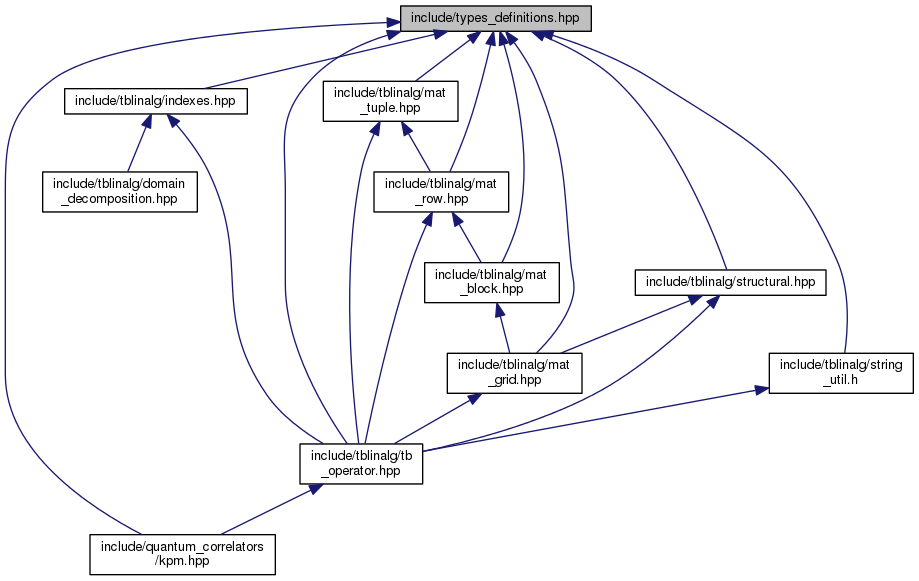 include/types_definitions.hpp
include/tblinalg/indexes.hpp
include/tblinalg/mat
_tuple.hpp
include/tblinalg/domain
_decomposition.hpp
include/tblinalg/mat
_row.hpp
include/tblinalg/mat
_block.hpp
include/tblinalg/structural.hpp
include/tblinalg/mat
_grid.hpp
include/tblinalg/string
_util.h
include/tblinalg/tb
_operator.hpp
include/quantum_correlators
/kpm.hpp